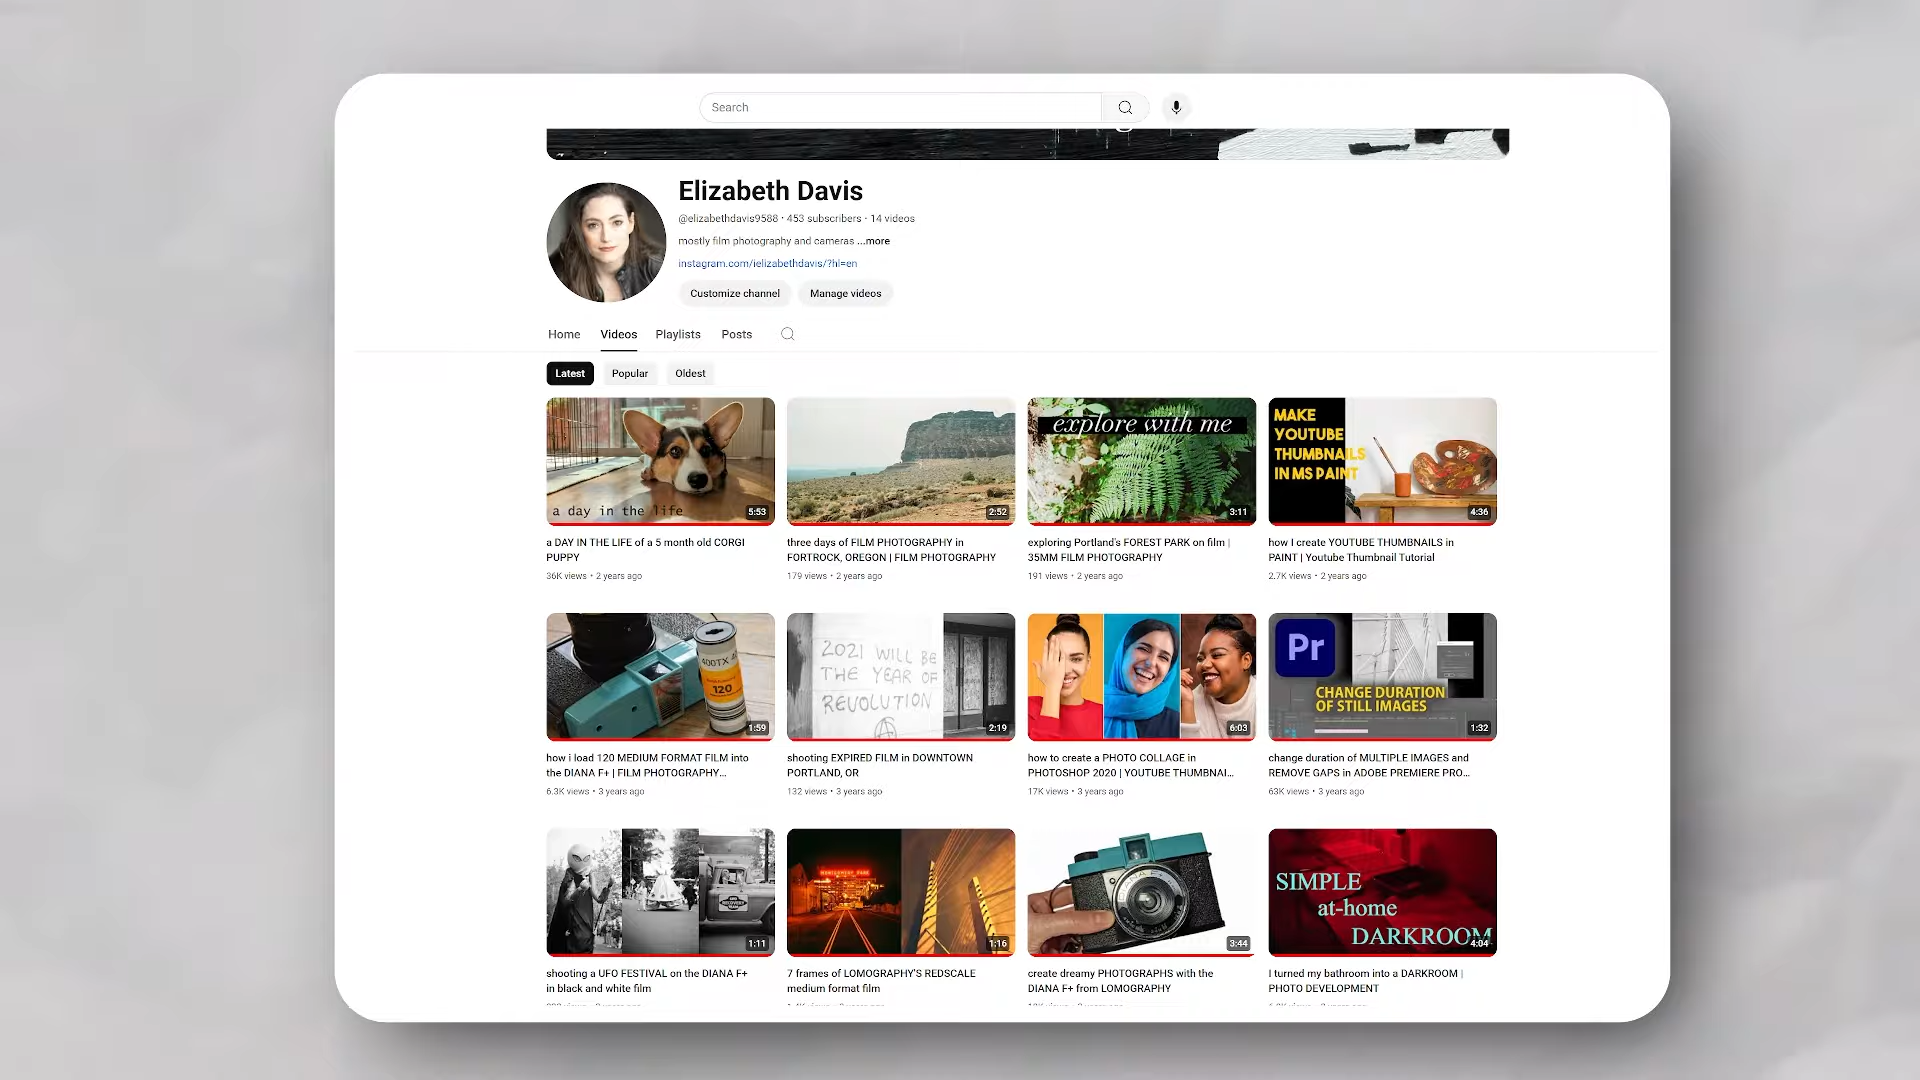 Search
Elizabeth Davis
@elizabethdavis9588 • 453 subscribers • 14 videos
mostly film photography and cameras ...more
instagram.com/ielizabethdavis/?hl=en
Customize channel Manage videos
Home Videos Playlists Posts
Latest Popular Oldest
a day in the life
5:53
2:52
explore with me
3:11
MAKE
YOUTUBE
THUMBNAILS
IN MS PAINT
4:36
a DAY IN THE LIFE of a 5 month old CORGI
PUPPY
36K views • 2 years ago
three days of FILM PHOTOGRAPHY in
FORTROCK, OREGON | FILM PHOTOGRAPHY
179 views • 2 years ago
exploring Portland's FOREST PARK on film |
35MM FILM PHOTOGRAPHY
191 views • 2 years ago
how I create YOUTUBE THUMBNAILS in
PAINT | Youtube Thumbnail Tutorial
2.7K views • 2 years ago
400TX
120
1:59
2021 WILL BE
THE YEAR OF
REVOLUTION
2:19
6:03
Pr
CHANGE DURATION
OF STILL IMAGES
1:32
how i load 120 MEDIUM FORMAT FILM into
the DIANA F+ | FILM PHOTOGRAPHY...
6.3K views • 3 years ago
shooting EXPIRED FILM in DOWNTOWN
PORTLAND, OR
132 views • 3 years ago
how to create a PHOTO COLLAGE in
PHOTOSHOP 2020 | YOUTUBE THUMBNAI...
17K views • 3 years ago
change duration of MULTIPLE IMAGES and
REMOVE GAPS in ADOBE PREMIERE PRO...
63K views • 3 years ago
1:11
1:16
DIANA F+
3:44
SIMPLE
at-home
DARKROOM
4:04
shooting a UFO FESTIVAL on the DIANA F+
in black and white film
7 frames of LOMOGRAPHY'S REDSCALE
medium format film
create dreamy PHOTOGRAPHS with the
DIANA F+ from LOMOGRAPHY
I turned my bathroom into a DARKROOM |
PHOTO DEVELOPMENT